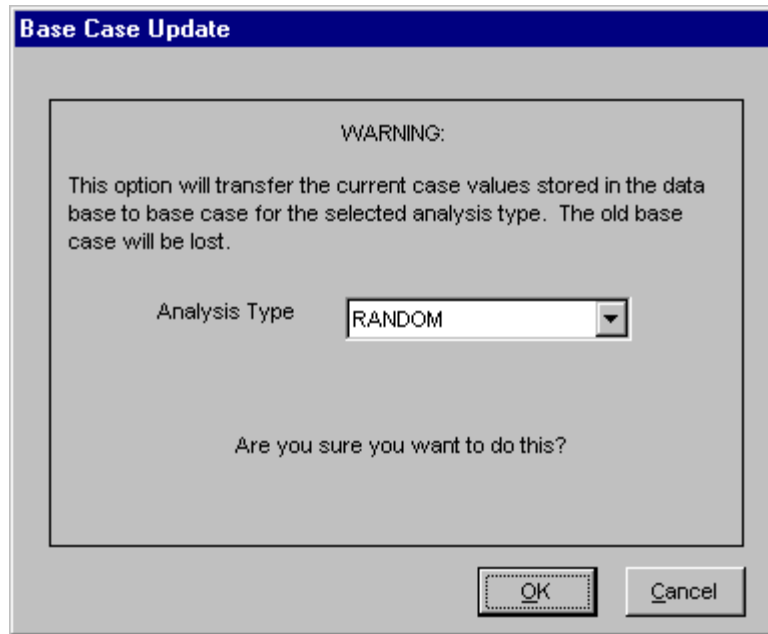 Base Case Update
WARNING:
This option will transfer the current case values stored in the data
base to base case for the selected analysis type.  The old base
case will be lost.
Analysis Type
RANDOM
Are you sure you want to do this?
OK
Cancel